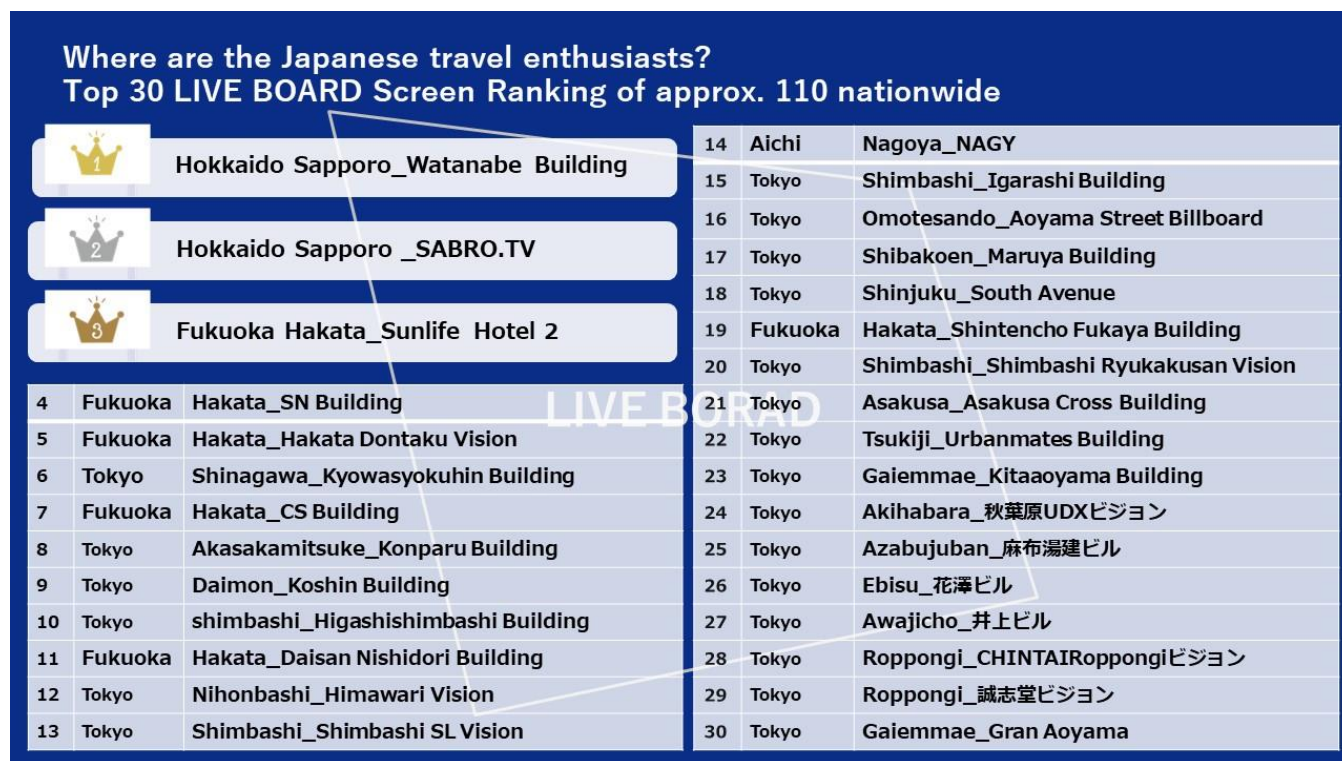 Where are the Japanese travel enthusiasts?
Top 30 LIVE BOARD Screen Ranking of approx. 110 nationwide
1 Hokkaido Sapporo_Watanabe Building
2 Hokkaido Sapporo _SABRO.TV
3 Fukuoka Hakata_Sunlife Hotel 2
4 Fukuoka Hakata_SN Building
5 Fukuoka Hakata_Hakata Dontaku Vision
6 Tokyo Shinagawa_Kyowasyokuhin Building
7 Fukuoka Hakata_CS Building
8 Tokyo Akasakamitsuke_Konparu Building
9 Tokyo Daimon_Koshin Building
10 Tokyo shimbashi_Higashishimbashi Building
11 Fukuoka Hakata_Daisan Nishidori Building
12 Tokyo Nihonbashi_Himawari Vision
13 Tokyo Shimbashi_Shimbashi SL Vision
14 Aichi Nagoya_NAGY
15 Tokyo Shimbashi_Igarashi Building
16 Tokyo Omotesando_Aoyama Street Billboard
17 Tokyo Shibakoen_Maruya Building
18 Tokyo Shinjuku_South Avenue
19 Fukuoka Hakata_Shintencho Fukaya Building
20 Tokyo Shimbashi_Shimbashi Ryukakusan Vision
21 Tokyo Asakusa_Asakusa Cross Building
22 Tokyo Tsukiji_Urbanmates Building
23 Tokyo Gaiemmae_Kitaaoyama Building
24 Tokyo Akihabara_秋葉原UDXビジョン
25 Tokyo Azabujuban_麻布湯建ビル
26 Tokyo Ebisu_花澤ビル
27 Tokyo Awajicho_井上ビル
28 Tokyo Roppongi_CHINTAIRoppongiビジョン
29 Tokyo Roppongi_誠志堂ビジョン
30 Tokyo Gaiemmae_Gran Aoyama
LIVE BORAD